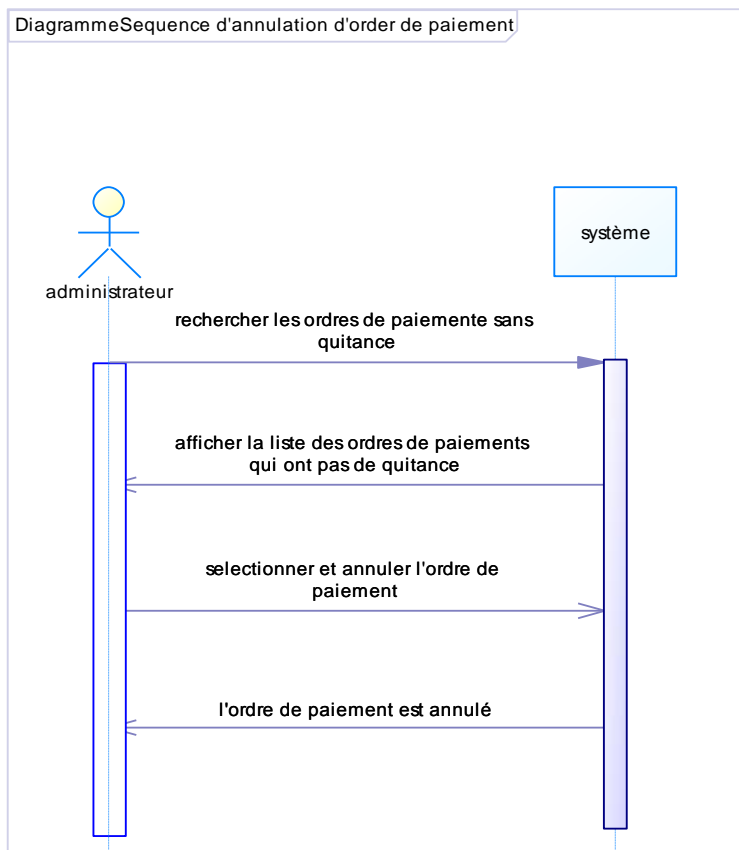 DiagrammeSequence d'annulation d'order de paiement
système
administrateur
rechercher les ordres de paiemente sans
quitance
afficher la liste des ordres de paiements
qui ont pas de quitance
selectionner et annuler l'ordre de
paiement
l'ordre de paiement est annulé